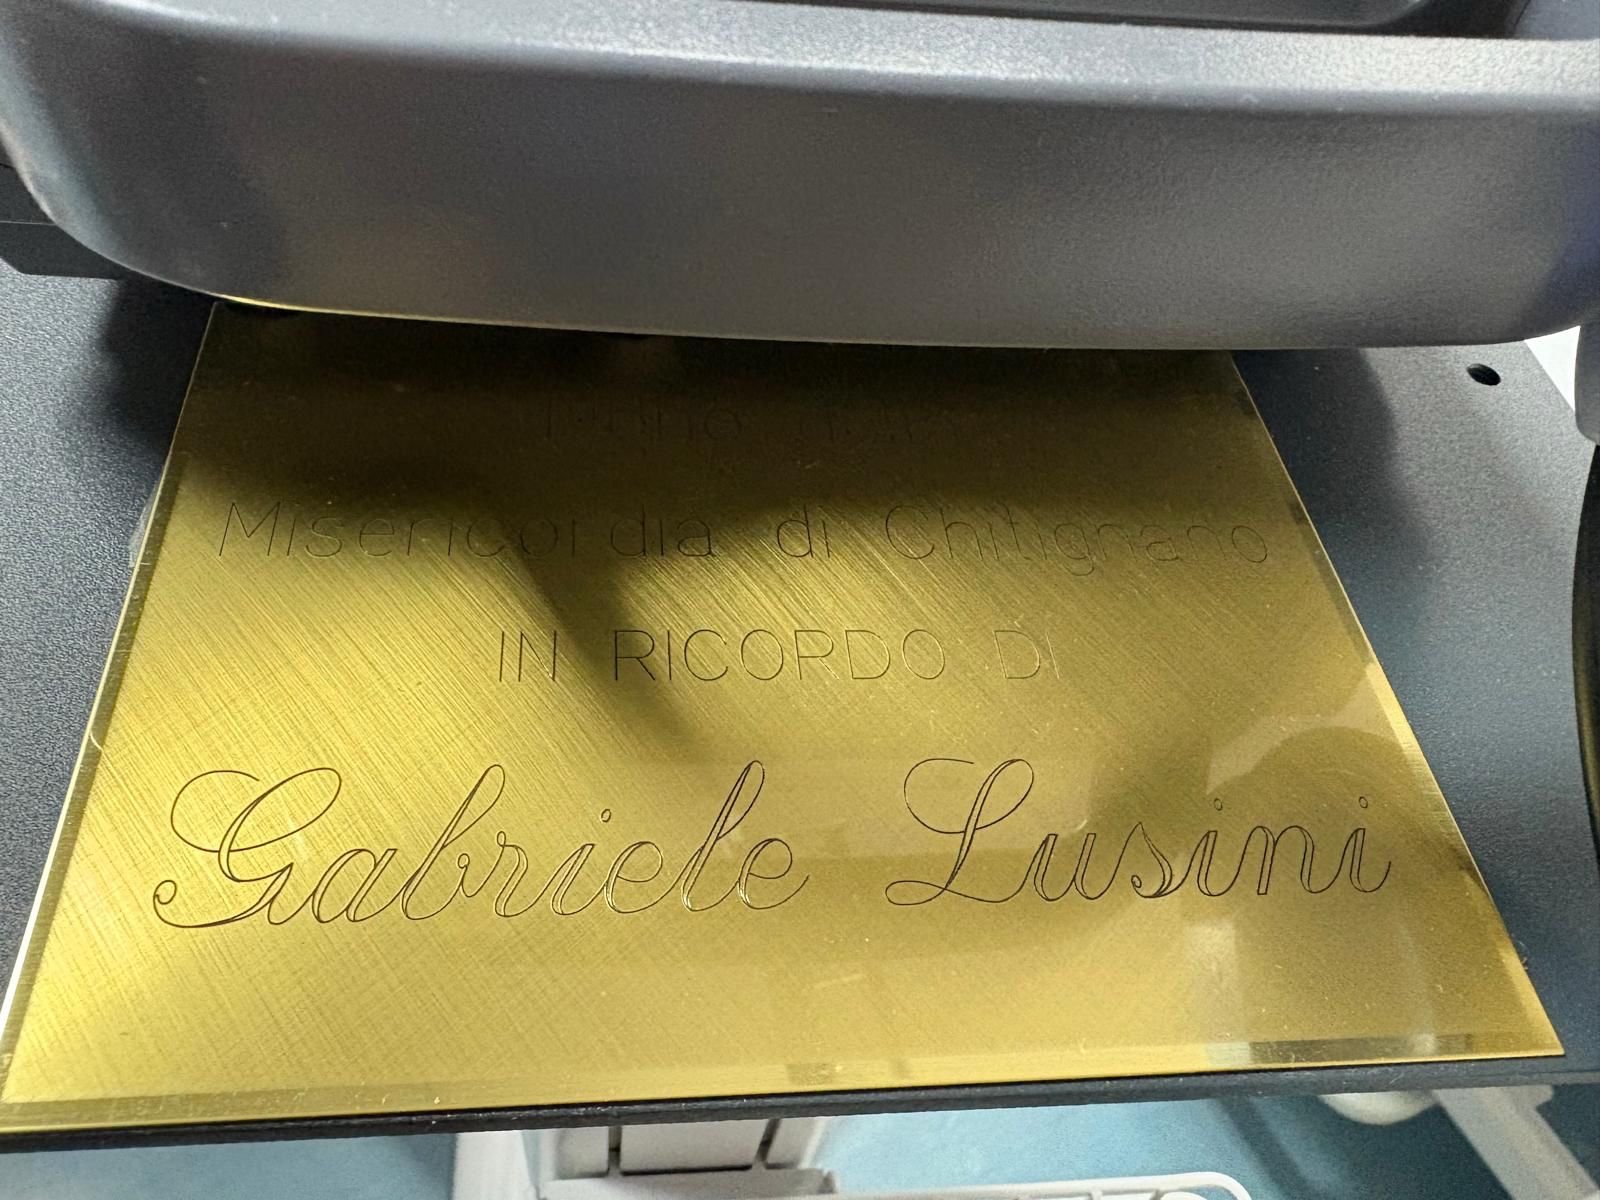 Misericordia di Chitignano
IN RICORDO DI
Gabriele Lusini